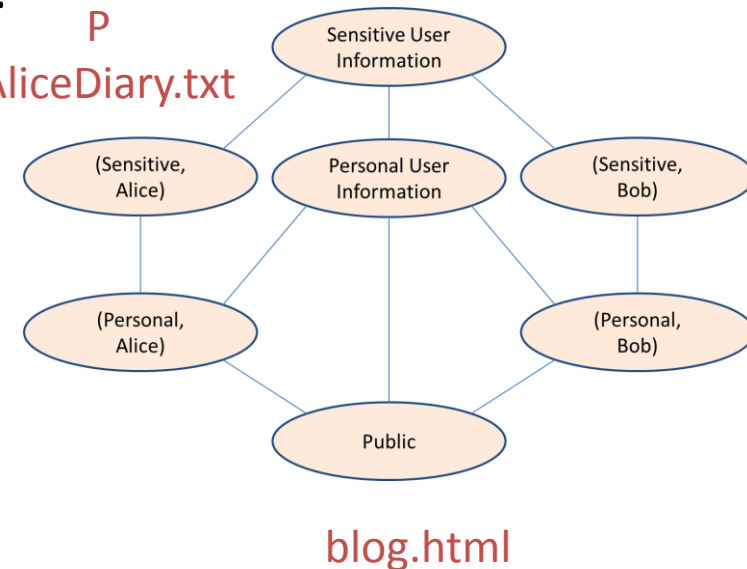 P
AliceDiary.txt
Sensitive User
Information
(Sensitive,
Alice)
Personal User
Information
(Sensitive,
Bob)
(Personal,
Alice)
(Personal,
Bob)
Public
blog.html